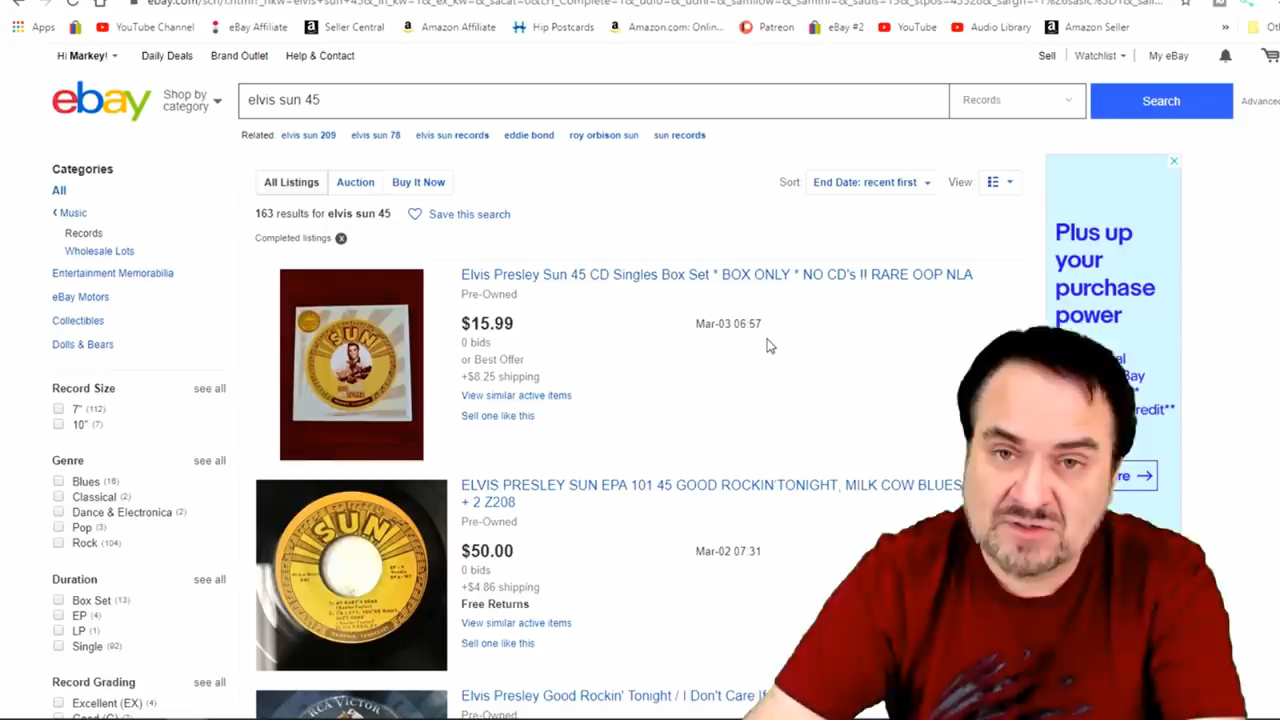 Apps
YouTube Channel
eBay Affiliate
Seller Central
Amazon Affiliate
Hip Postcards
Amazon.com: Onlin...
Patreon
eBay #2
YouTube
Audio Library
Amazon Seller
»
Hi Markey!
Daily Deals
Brand Outlet
Help & Contact
Sell
Watchlist
My eBay
ebay
Shop by
category
elvis sun 45
Records
Search
Advanced
Related: elvis sun 209 elvis sun 78 elvis sun records eddie bond roy orbison sun sun records
Categories
All
Music
Records
Wholesale Lots
Entertainment Memorabilia
eBay Motors
Collectibles
Dolls & Bears
Record Size see all
7" (112)
10" (7)
Genre see all
Blues (16)
Classical (2)
Dance & Electronica (2)
Pop (3)
Rock (104)
Duration see all
Box Set (13)
EP (4)
LP (1)
Single (92)
Record Grading see all
Excellent (EX) (4)
All Listings Auction Buy It Now
Sort: End Date: recent first View
163 results for elvis sun 45 Save this search
Completed listings
SUN
Elvis Presley Sun 45 CD Singles Box Set * BOX ONLY * NO CD's !! RARE OOP NLA
Pre-Owned
$15.99 Mar-03 06:57
0 bids
or Best Offer
+$8.25 shipping
View similar active items
Sell one like this
SUN
ELVIS PRESLEY SUN EPA 101 45 GOOD ROCKIN'TONIGHT, MILK COW BLUES
+ 2 Z208
Pre-Owned
$50.00 Mar-02 07:31
0 bids
+$4.86 shipping
Free Returns
View similar active items
Sell one like this
RCA VICTOR
Elvis Presley Good Rockin' Tonight / I Don't Care If
Pre-Owned
Plus up
your
purchase
power